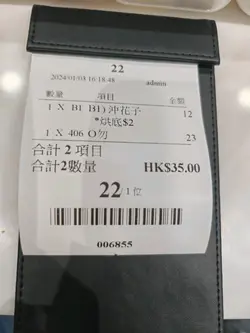 22
2024/01/03 16:18:48 admin
數量 項目 金額
1 X BI B1) 沖花子 12
*烘底$2
1 X 406 O勿 23
合計 2 項目
合計2數量 HK$35.00
22/1位
006855